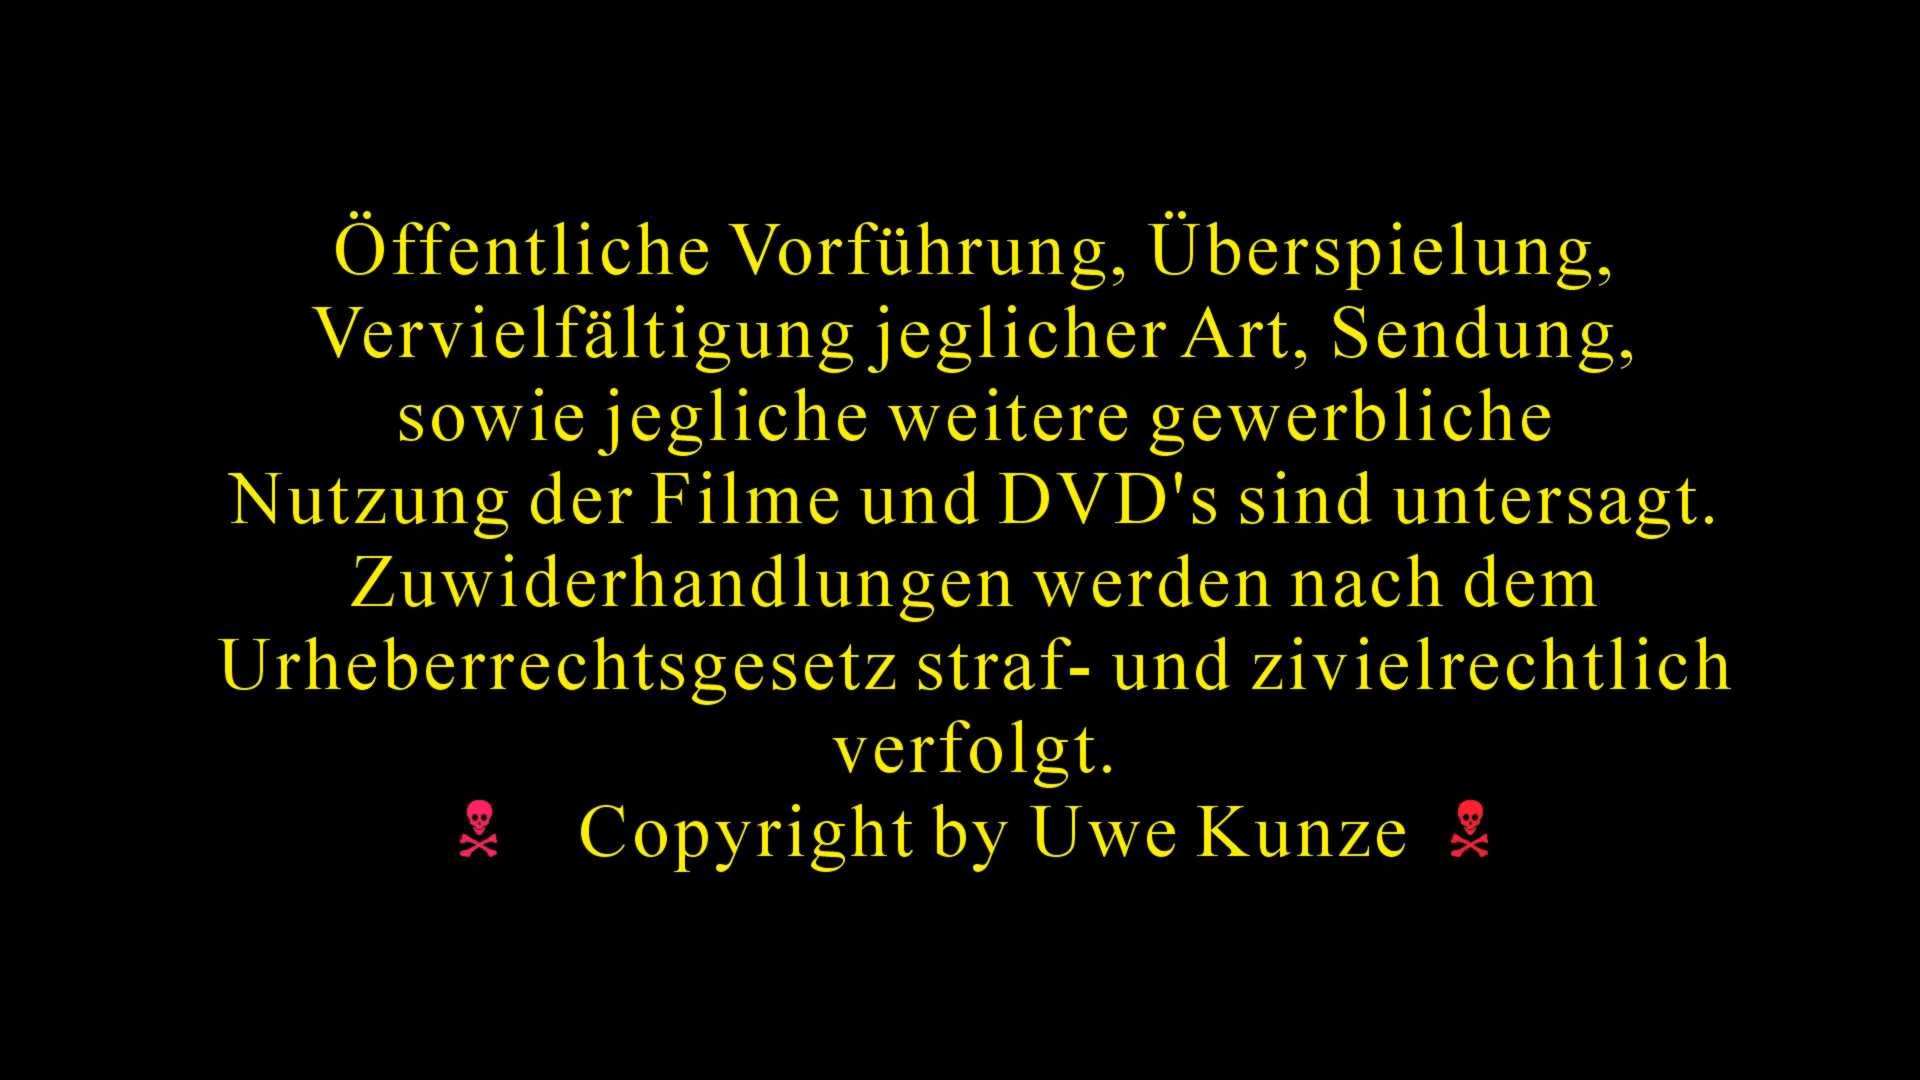 Öffentliche Vorführung, Überspielung,
Vervielfältigung jeglicher Art, Sendung,
sowie jegliche weitere gewerbliche
Nutzung der Filme und DVD's sind untersagt.
Zuwiderhandlungen werden nach dem
Urheberrechtsgesetz straf- und zivielrechtlich
verfolgt.
☠ Copyright by Uwe Kunze ☠